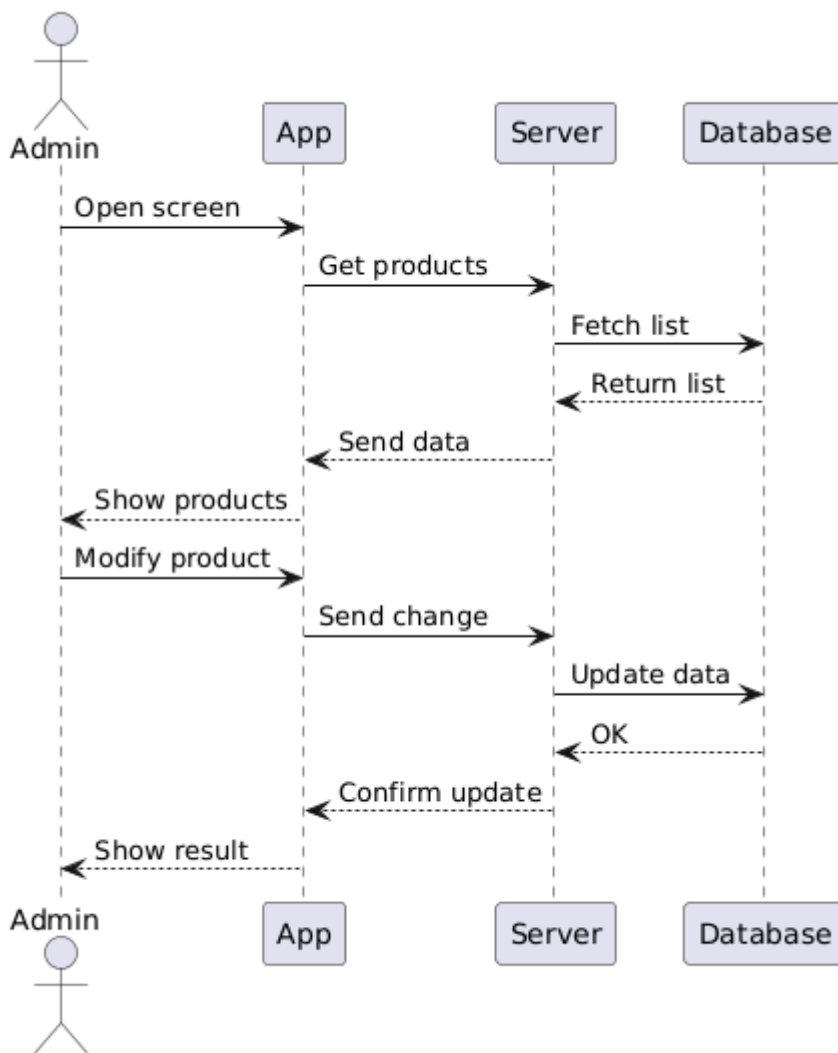 Admin
App
Server
Database
Open screen
Get products
Fetch list
Return list
Send data
Show products
Modify product
Send change
Update data
OK
Confirm update
Show result
Admin
App
Server
Database